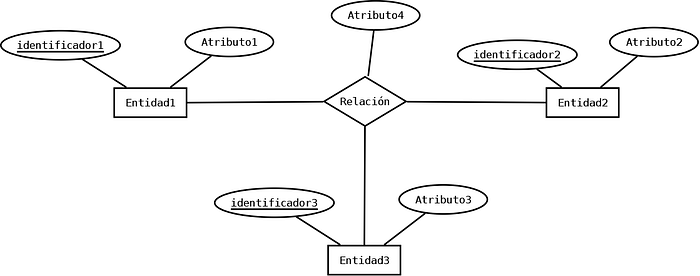 Atributo4
identificador1
Atributo1
identificador2
Atributo2
Entidad1
Relación
Entidad2
identificador3
Atributo3
Entidad3